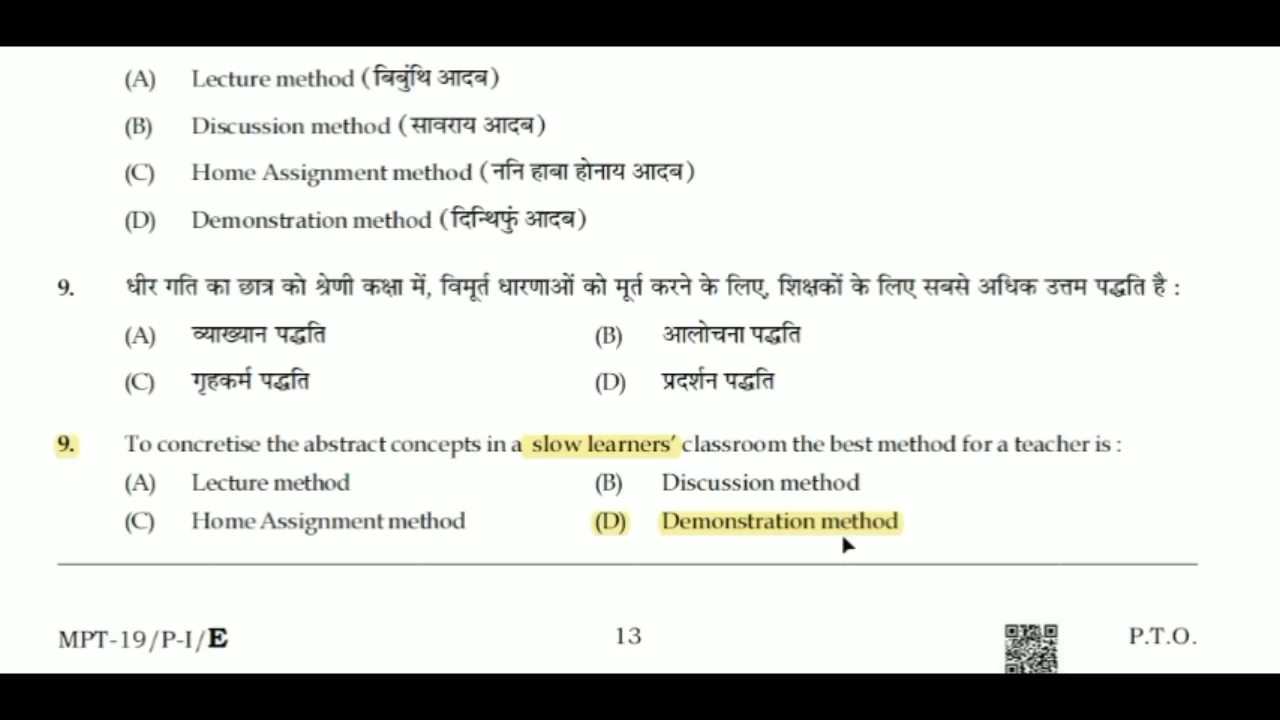 (A) Lecture method (बिबुंथि आदब)
(B) Discussion method (सावराय आदब)
(C) Home Assignment method (ननि हाबा होनाय आदब)
(D) Demonstration method (दिन्थिफुं आदब)
9. धीर गति का छात्र को श्रेणी कक्षा में, विमूर्त धारणाओं को मूर्त करने के लिए, शिक्षकों के लिए सबसे अधिक उत्तम पद्धति है :
(A) व्याख्यान पद्धति (B) आलोचना पद्धति
(C) गृहकर्म पद्धति (D) प्रदर्शन पद्धति
9. To concretise the abstract concepts in a slow learners' classroom the best method for a teacher is :
(A) Lecture method (B) Discussion method
(C) Home Assignment method (D) Demonstration method
MPT-19/P-I/E 13 P.T.O.